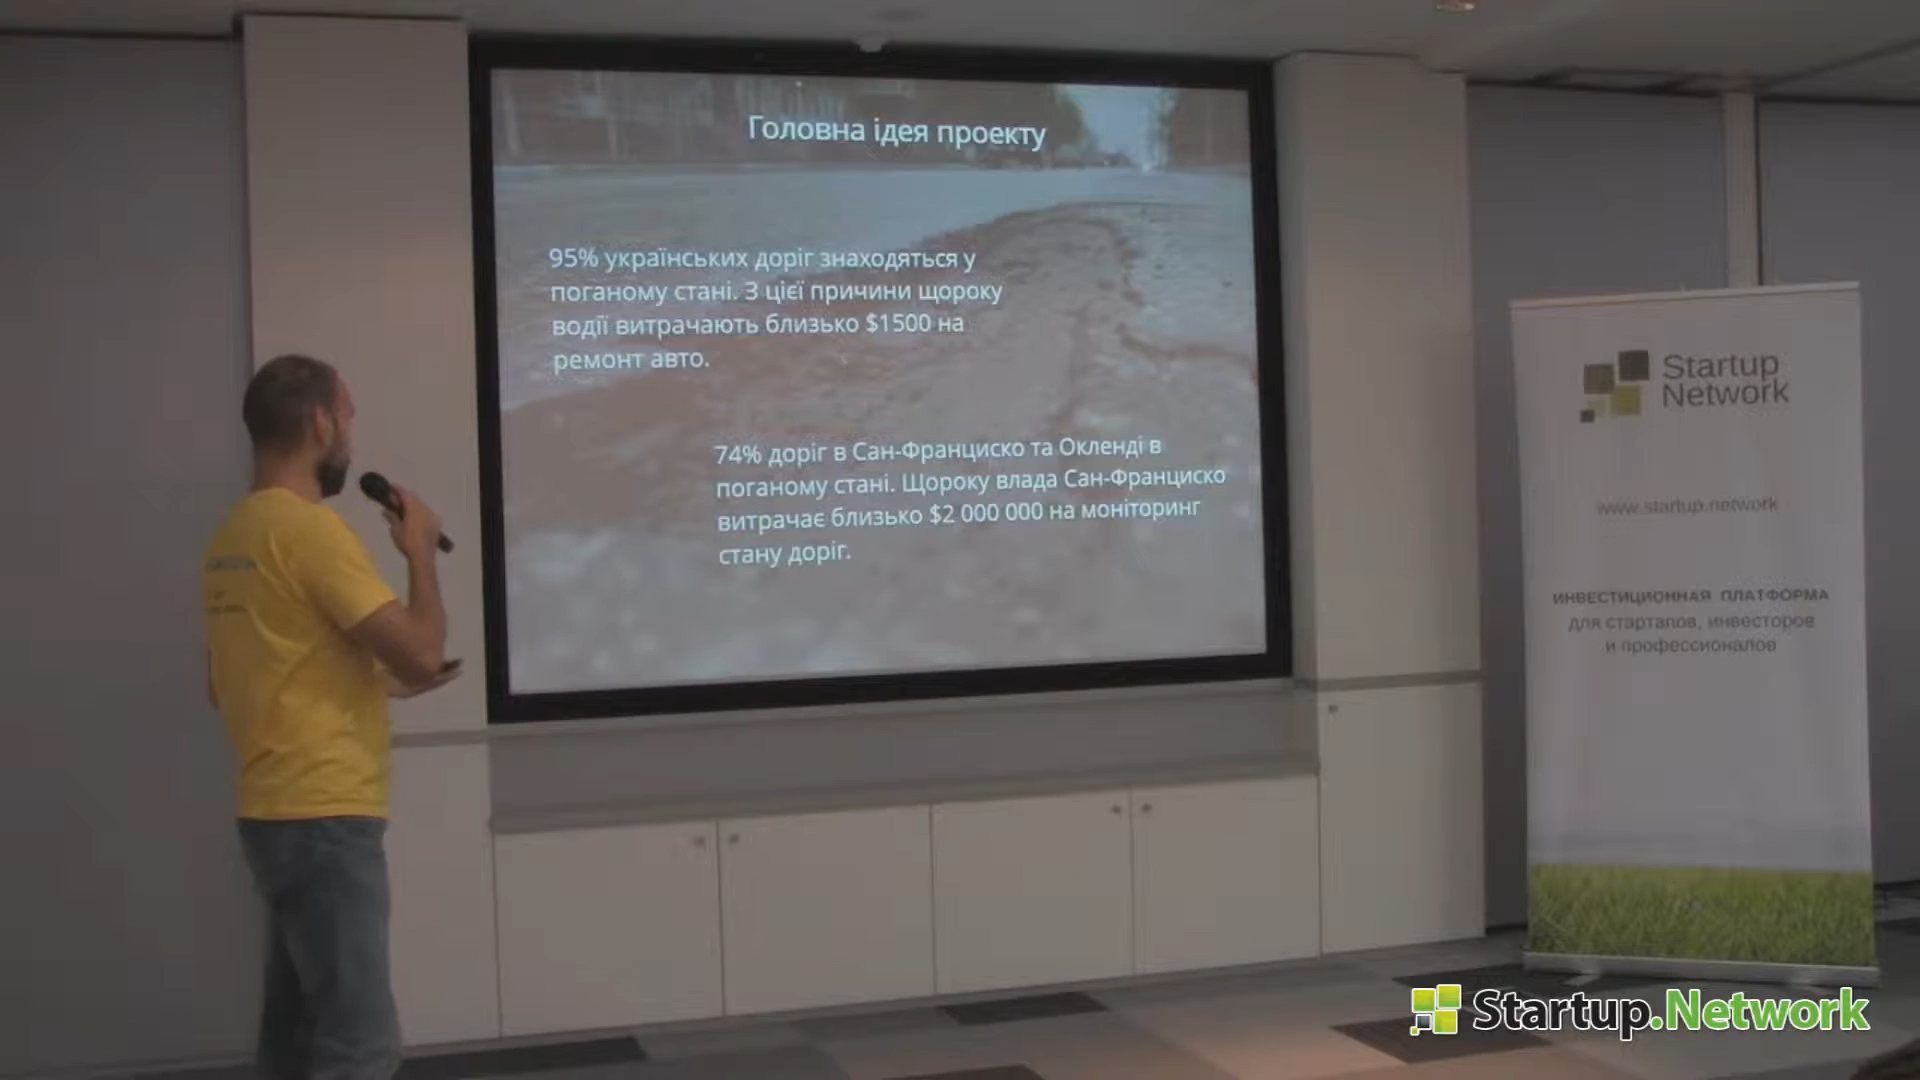 Головна ідея проекту
95% українських доріг знаходяться у
поганому стані. З цієї причини щороку
водії витрачають близько $1500 на
ремонт авто.
74% доріг в Сан-Франциско та Окленді в
поганому стані. Щороку влада Сан-Франциско
витрачає близько $2 000 000 на моніторинг
стану доріг.
Startup
Network
www.startup.network
ИНВЕСТИЦИОННАЯ ПЛАТФОРМА
для стартапов, инвесторов
и профессионалов
Startup.Network